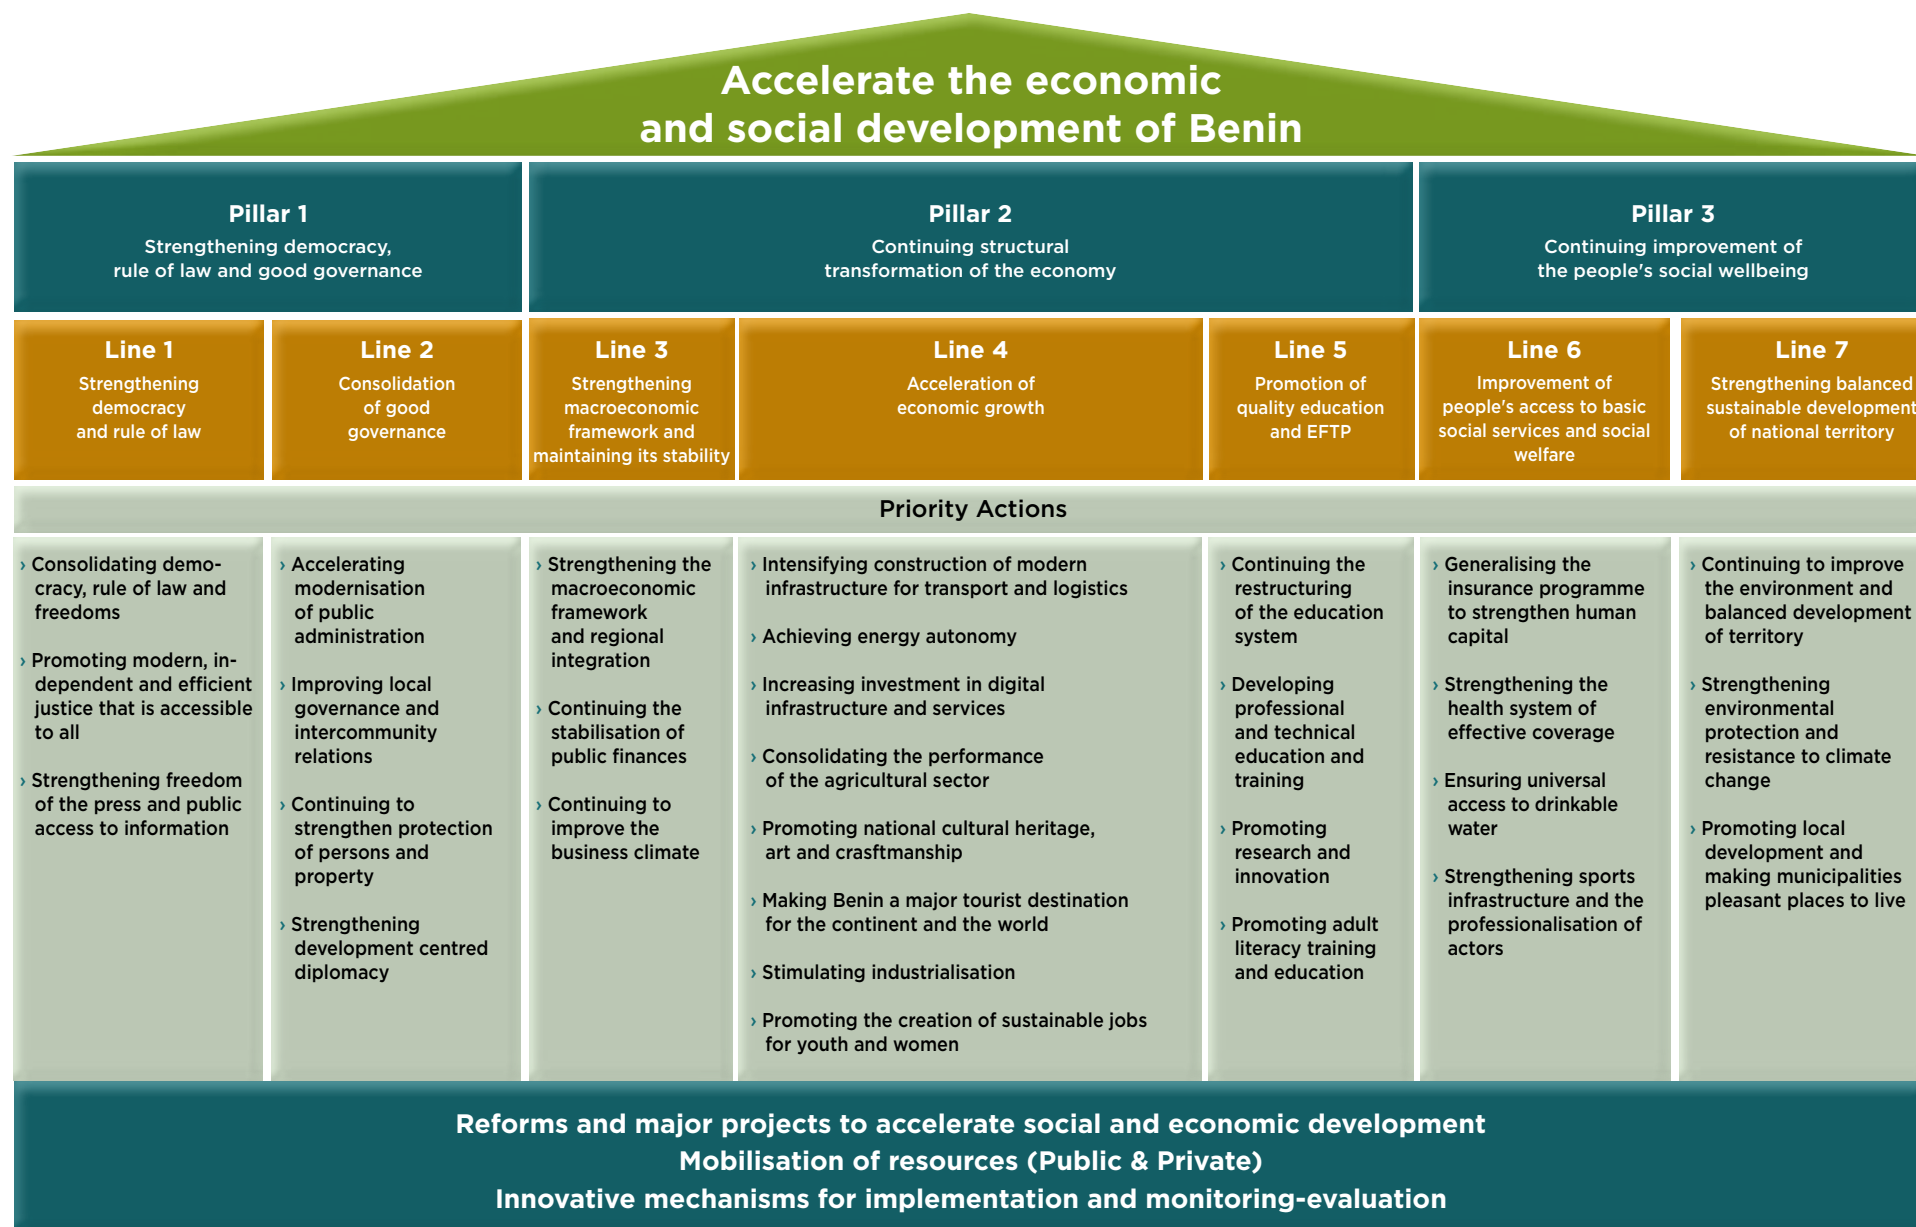 Accelerate the economic
and social development of Benin
Pillar 1
Strengthening democracy,
rule of law and good governance
Pillar 2
Continuing structural
transformation of the economy
Pillar 3
Continuing improvement of
the people's social wellbeing
Line 1
Strengthening
democracy
and rule of law
Line 2
Consolidation
of good
governance
Line 3
Strengthening
macroeconomic
framework and
maintaining its stability
Line 4
Acceleration of
economic growth
Line 5
Promotion of
quality education
and EFTP
Line 6
Improvement of
people's access to basic
social services and social
welfare
Line 7
Strengthening balanced
sustainable development
of national territory
Priority Actions
› Consolidating demo-
cracy, rule of law and
freedoms
› Promoting modern, in-
dependent and efficient
justice that is accessible
to all
› Strengthening freedom
of the press and public
access to information
› Accelerating
modernisation
of public
administration
› Improving local
governance and
intercommunity
relations
› Continuing to
strengthen protection
of persons and
property
› Strengthening
development centred
diplomacy
› Strengthening the
macroeconomic
framework
and regional
integration
› Continuing the
stabilisation of
public finances
› Continuing to
improve the
business climate
› Intensifying construction of modern
infrastructure for transport and logistics
› Achieving energy autonomy
› Increasing investment in digital
infrastructure and services
› Consolidating the performance
of the agricultural sector
› Promoting national cultural heritage,
art and crasftmanship
› Making Benin a major tourist destination
for the continent and the world
› Stimulating industrialisation
› Promoting the creation of sustainable jobs
for youth and women
› Continuing the
restructuring
of the education
system
› Developing
professional
and technical
education and
training
› Promoting
research and
innovation
› Promoting adult
literacy training
and education
› Generalising the
insurance programme
to strengthen human
capital
› Strengthening the
health system of
effective coverage
› Ensuring universal
access to drinkable
water
› Strengthening sports
infrastructure and the
professionalisation of
actors
› Continuing to improve
the environment and
balanced development
of territory
› Strengthening
environmental
protection and
resistance to climate
change
› Promoting local
development and
making municipalities
pleasant places to live
Reforms and major projects to accelerate social and economic development
Mobilisation of resources (Public & Private)
Innovative mechanisms for implementation and monitoring-evaluation